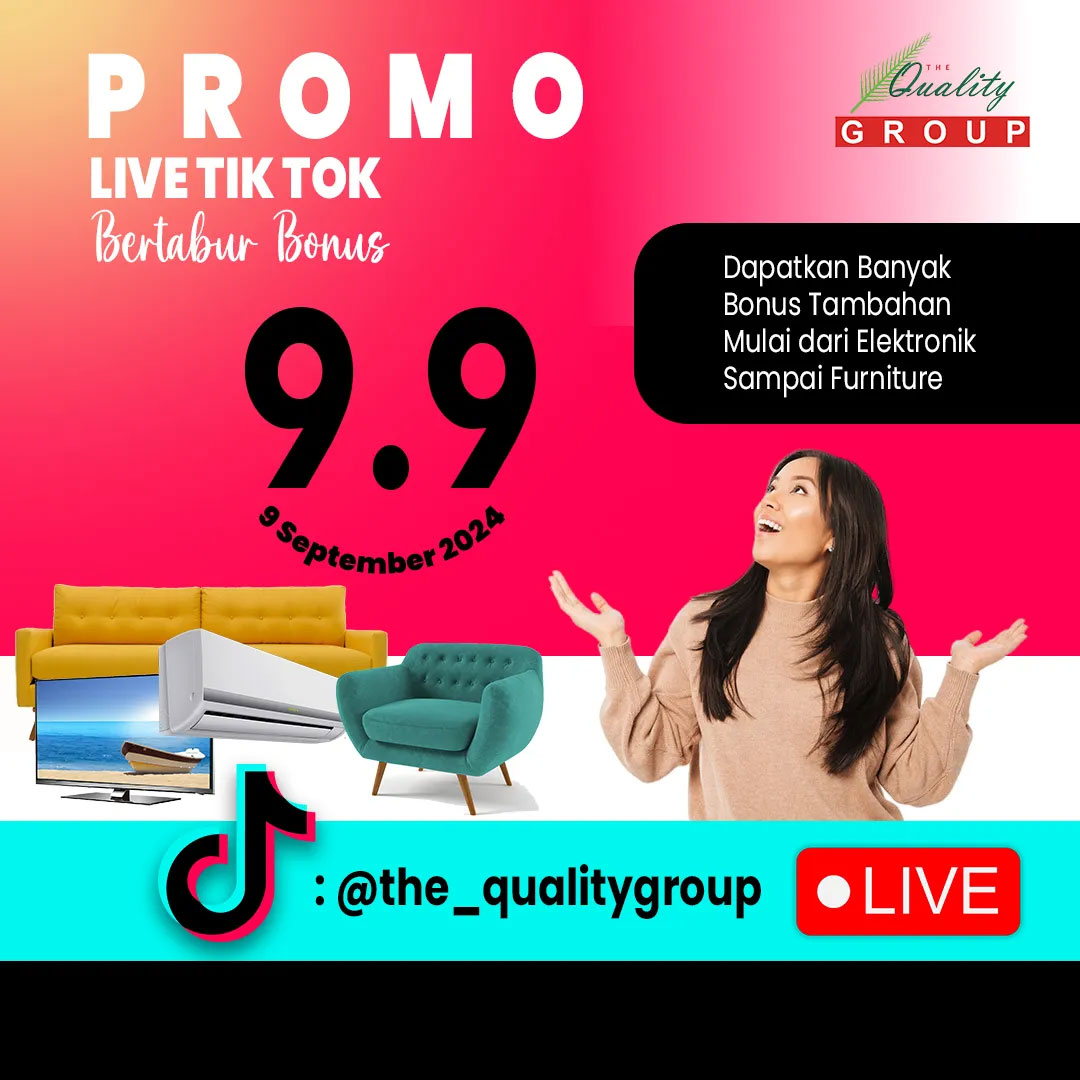 PROMO
LIVE TIK TOK
Bertabur Bonus
THE
Quality
GROUP
Dapatkan Banyak
Bonus Tambahan
Mulai dari Elektronik
Sampai Furniture
9.9
9 September 2024
: @the_qualitygroup
LIVE